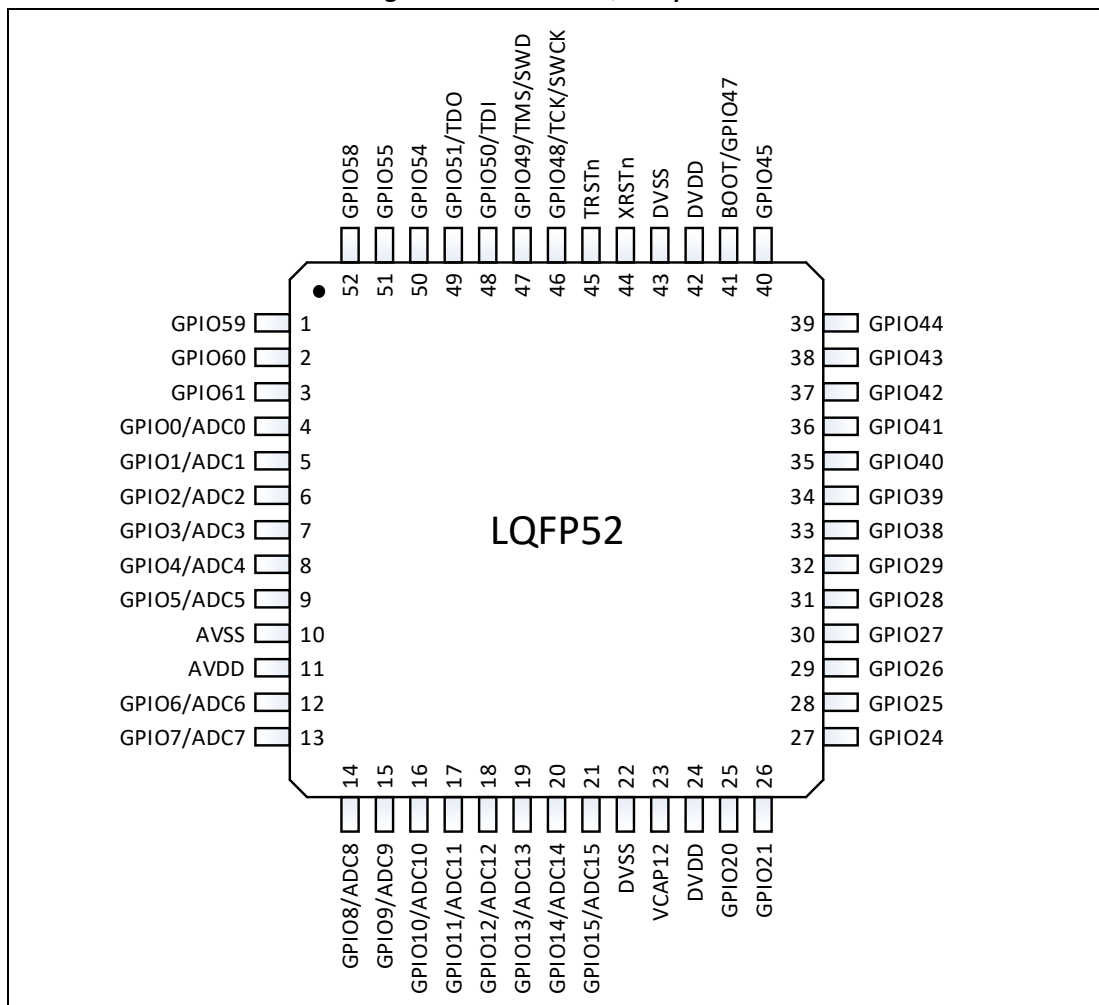 GPIO58
GPIO55
GPIO54
GPIO51/TDO
GPIO50/TDI
GPIO49/TMS/SWD
GPIO48/TCK/SWCK
TRSTn
XRSTn
DVSS
DVDD
BOOT/GPIO47
GPIO45
52
51
50
49
48
47
46
45
44
43
42
41
40
GPIO59 1
GPIO60 2
GPIO61 3
GPIO0/ADC0 4
GPIO1/ADC1 5
GPIO2/ADC2 6
GPIO3/ADC3 7
GPIO4/ADC4 8
GPIO5/ADC5 9
AVSS 10
AVDD 11
GPIO6/ADC6 12
GPIO7/ADC7 13
LQFP52
39 GPIO44
38 GPIO43
37 GPIO42
36 GPIO41
35 GPIO40
34 GPIO39
33 GPIO38
32 GPIO29
31 GPIO28
30 GPIO27
29 GPIO26
28 GPIO25
27 GPIO24
14
15
16
17
18
19
20
21
22
23
24
25
26
GPIO8/ADC8
GPIO9/ADC9
GPIO10/ADC10
GPIO11/ADC11
GPIO12/ADC12
GPIO13/ADC13
GPIO14/ADC14
GPIO15/ADC15
DVSS
VCAP12
DVDD
GPIO20
GPIO21